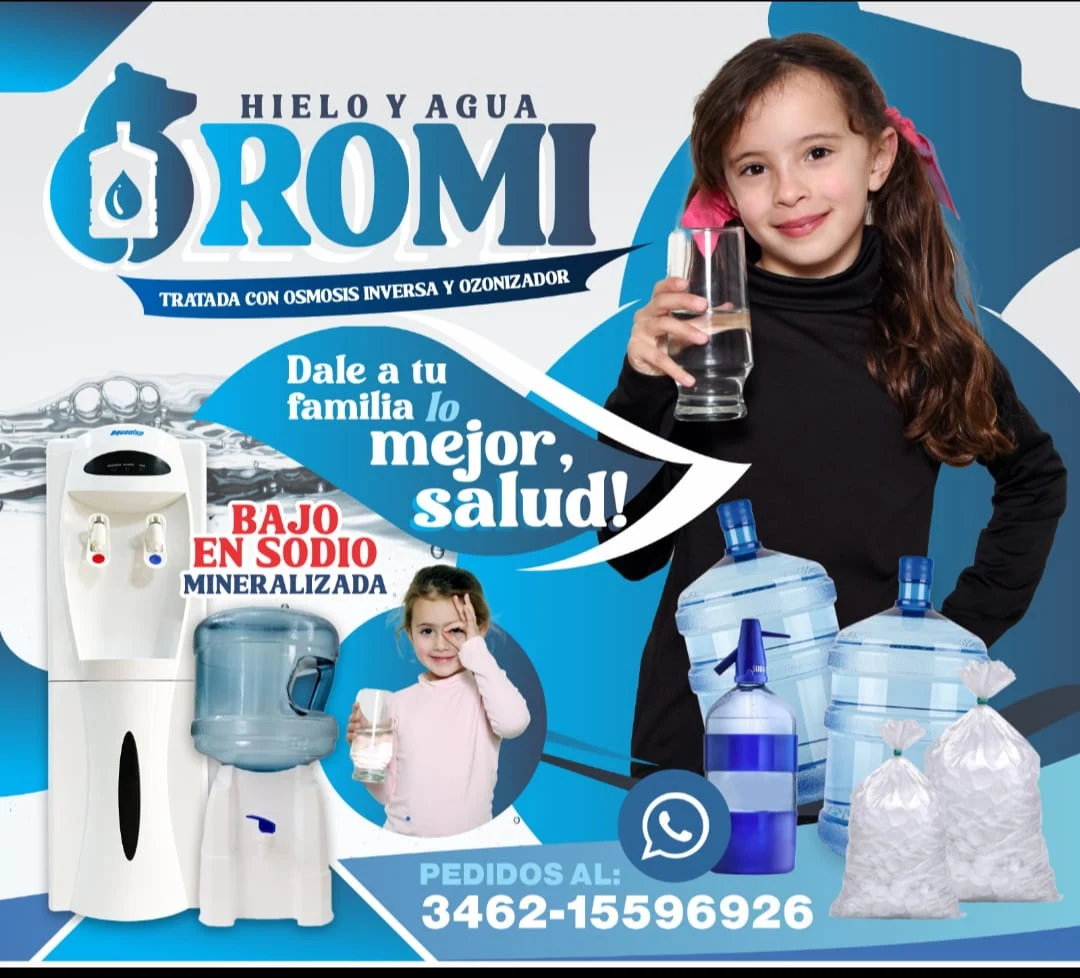 HIELO Y AGUA
ROMI
TRATADA CON OSMOSIS INVERSA Y OZONIZADOR
Dale a tu
familia lo
mejor,
salud!
BAJO
EN SODIO
MINERALIZADA
PEDIDOS AL:
3462-15596926